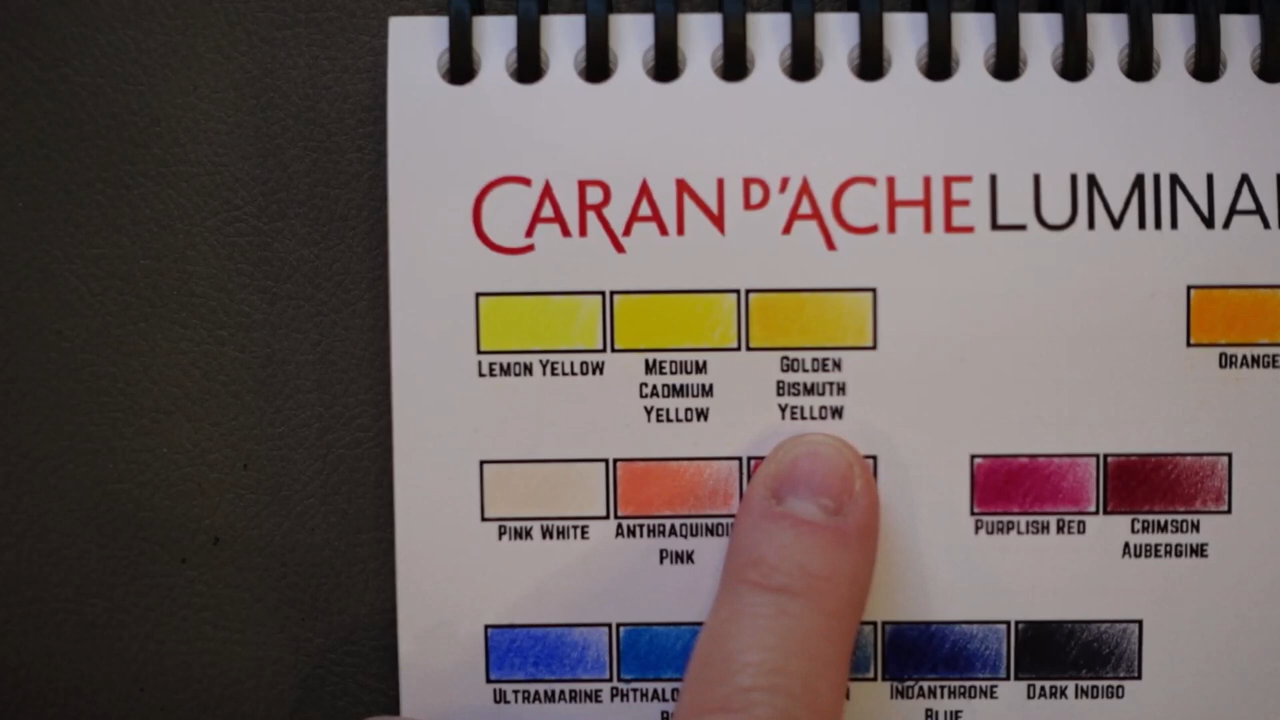 CARAN D'ACHE LUMINA
LEMON YELLOW
MEDIUM
CADMIUM
YELLOW
GOLDEN
BISMUTH
YELLOW
ORANGE
PINK WHITE
ANTHRAQUINO
PINK
PURPLISH RED
CRIMSON
AUBERGINE
ULTRAMARINE
PHTHALO
INDANTHRONE
BLUE
DARK INDIGO